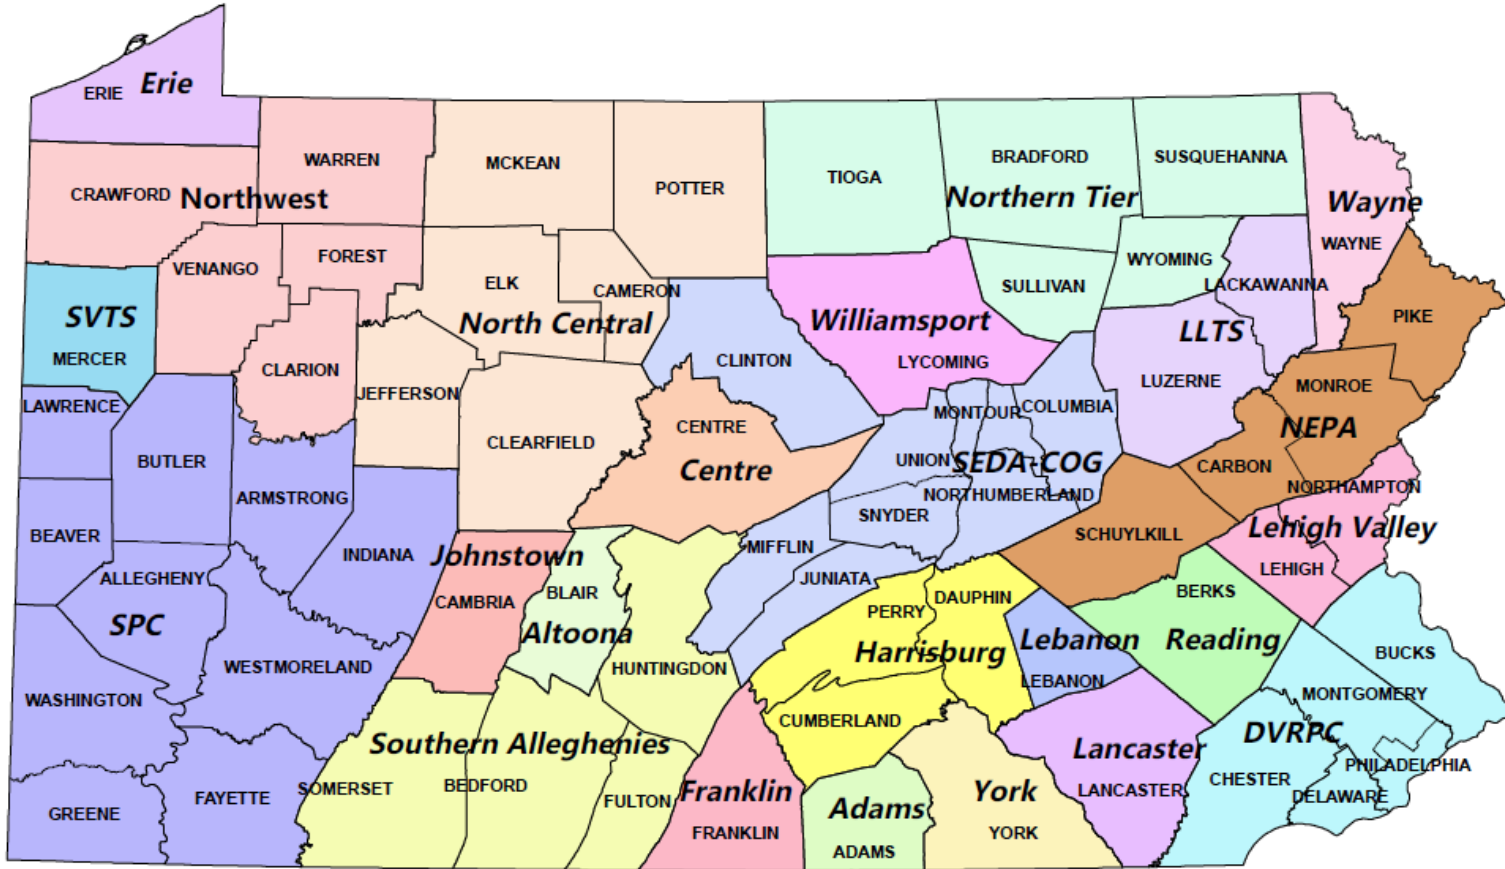 ERIE
Erie
WARREN
MCKEAN
POTTER
TIOGA
BRADFORD
SUSQUEHANNA
CRAWFORD
Northwest
Northern Tier
Wayne
WAYNE
VENANGO
FOREST
ELK
CAMERON
SULLIVAN
WYOMING
LACKAWANNA
SVTS
MERCER
North Central
Williamsport
LYCOMING
LLTS
PIKE
CLARION
CLINTON
LUZERNE
MONROE
LAWRENCE
JEFFERSON
CLEARFIELD
CENTRE
Centre
MONTOUR
COLUMBIA
NEPA
BUTLER
UNION
SEDA-COG
CARBON
ARMSTRONG
NORTHUMBERLAND
NORTHAMPTON
SNYDER
BEAVER
INDIANA
Johnstown
MIFFLIN
SCHUYLKILL
Lehigh Valley
LEHIGH
ALLEGHENY
CAMBRIA
BLAIR
JUNIATA
BERKS
SPC
Altoona
PERRY
DAUPHIN
Harrisburg
Lebanon
LEBANON
Reading
BUCKS
WESTMORELAND
HUNTINGDON
WASHINGTON
CUMBERLAND
MONTGOMERY
Southern Alleghenies
SOMERSET
BEDFORD
FULTON
Lancaster
LANCASTER
DVRPC
CHESTER
PHILADELPHIA
DELAWARE
GREENE
FAYETTE
Franklin
FRANKLIN
Adams
ADAMS
York
YORK